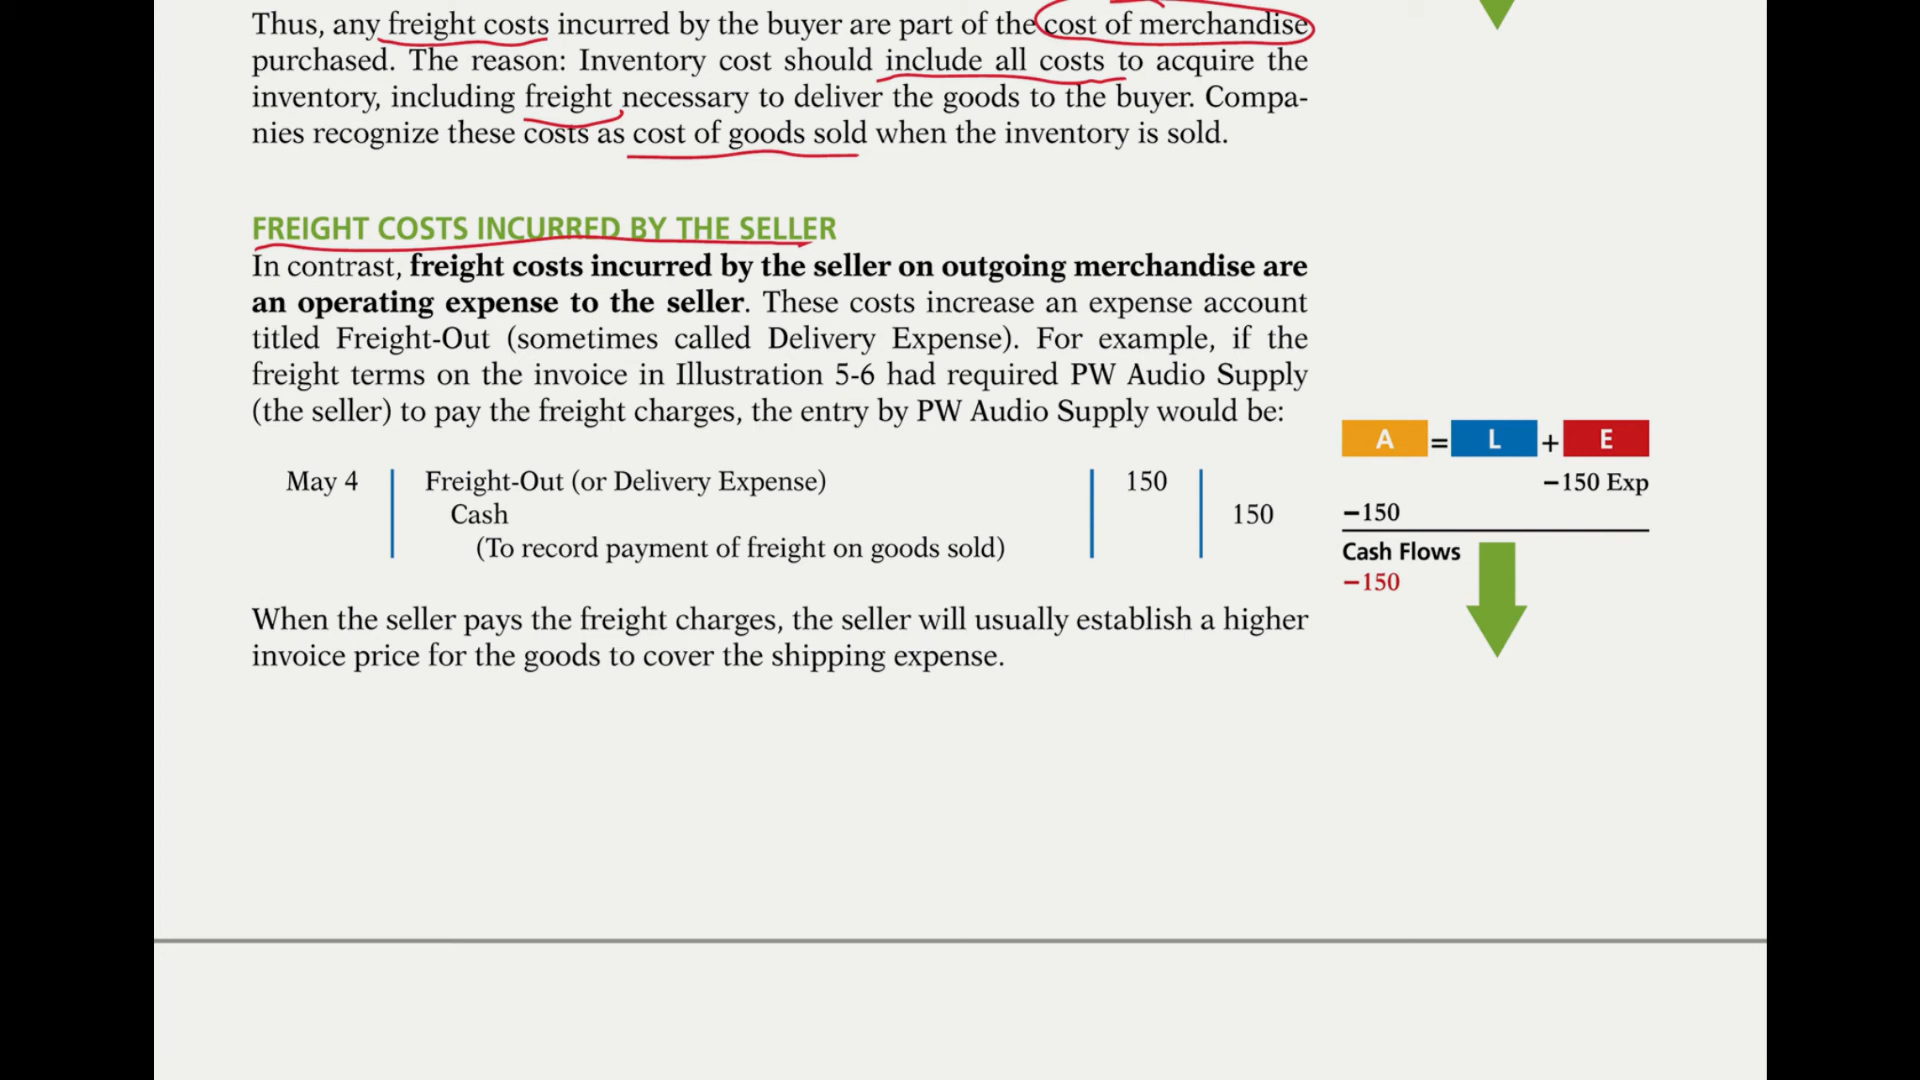 Thus, any freight costs incurred by the buyer are part of the cost of merchandise
purchased. The reason: Inventory cost should include all costs to acquire the
inventory, including freight necessary to deliver the goods to the buyer. Compa-
nies recognize these costs as cost of goods sold when the inventory is sold.
FREIGHT COSTS INCURRED BY THE SELLER
In contrast, freight costs incurred by the seller on outgoing merchandise are
an operating expense to the seller. These costs increase an expense account
titled Freight-Out (sometimes called Delivery Expense). For example, if the
freight terms on the invoice in Illustration 5-6 had required PW Audio Supply
(the seller) to pay the freight charges, the entry by PW Audio Supply would be:
A = L + E
May 4 Freight-Out (or Delivery Expense) 150
−150 Exp
Cash 150
−150
(To record payment of freight on goods sold)
Cash Flows
−150
When the seller pays the freight charges, the seller will usually establish a higher
invoice price for the goods to cover the shipping expense.